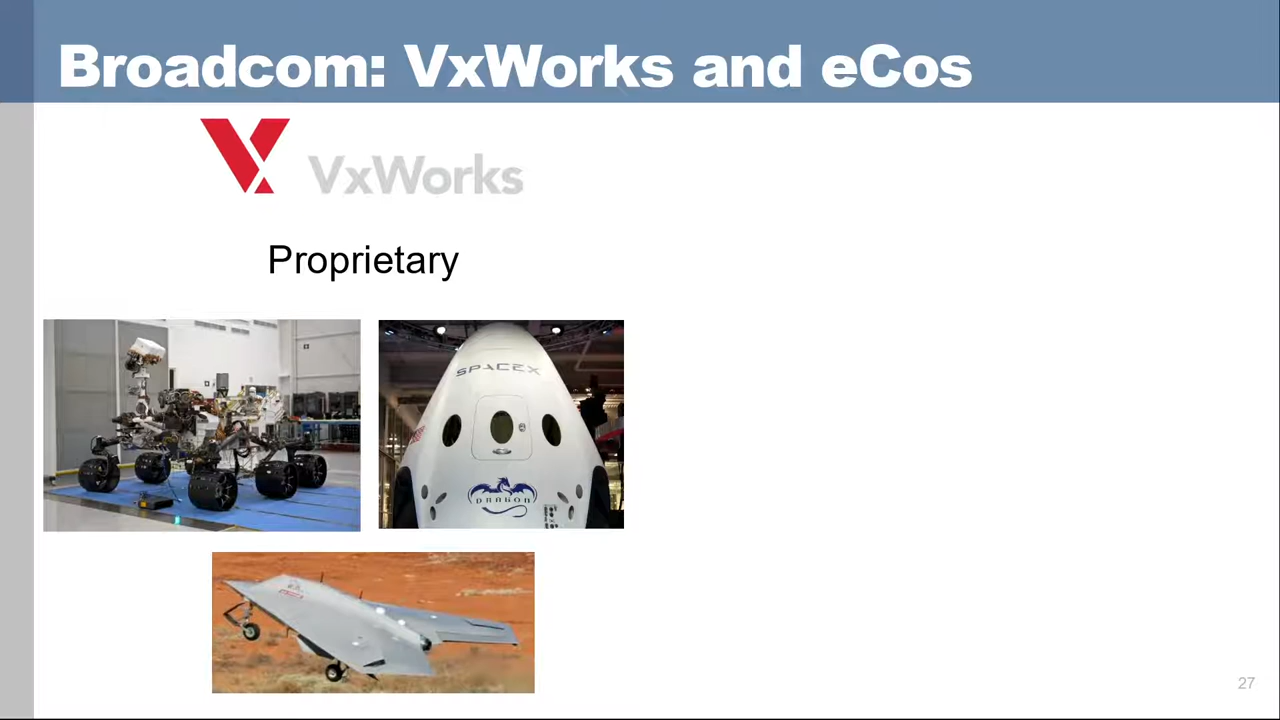 Broadcom: VxWorks and eCos
VxWorks
Proprietary
SPACEX
DRAGON
27